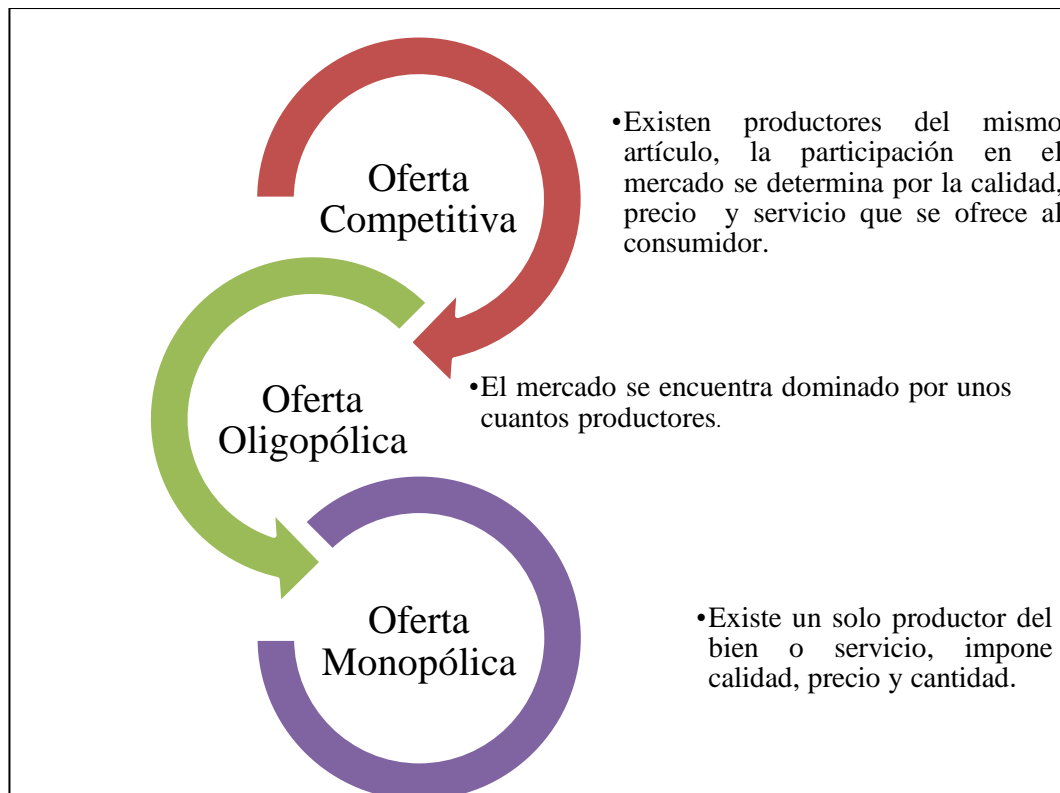 Oferta
Competitiva
•Existen productores del mismo
artículo, la participación en el
mercado se determina por la calidad,
precio y servicio que se ofrece al
consumidor.
Oferta
Oligopólica
•El mercado se encuentra dominado por unos
cuantos productores.
Oferta
Monopólica
•Existe un solo productor del
bien o servicio, impone
calidad, precio y cantidad.